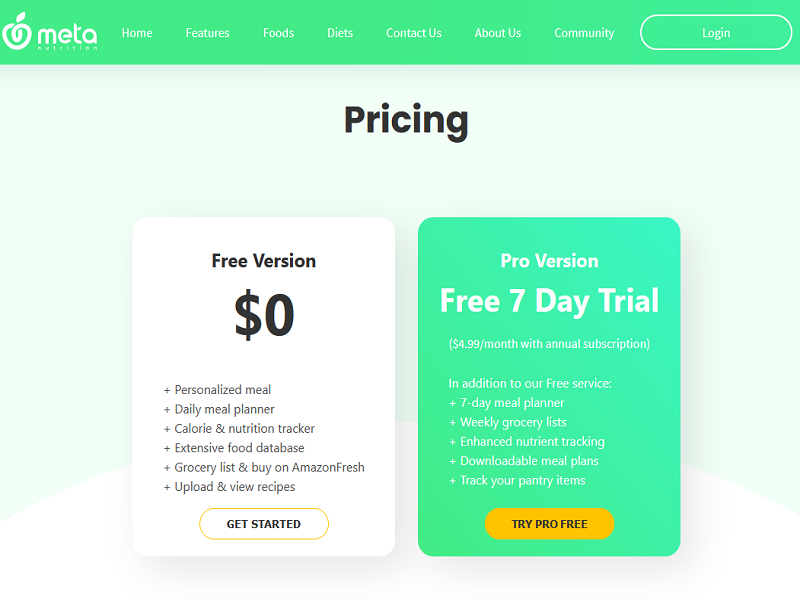 meta
nutrition
Home
Features
Foods
Diets
Contact Us
About Us
Community
Login
Pricing
Free Version
$0
+ Personalized meal
+ Daily meal planner
+ Calorie & nutrition tracker
+ Extensive food database
+ Grocery list & buy on AmazonFresh
+ Upload & view recipes
GET STARTED
Pro Version
Free 7 Day Trial
($4.99/month with annual subscription)
In addition to our Free service:
+ 7-day meal planner
+ Weekly grocery lists
+ Enhanced nutrient tracking
+ Downloadable meal plans
+ Track your pantry items
TRY PRO FREE